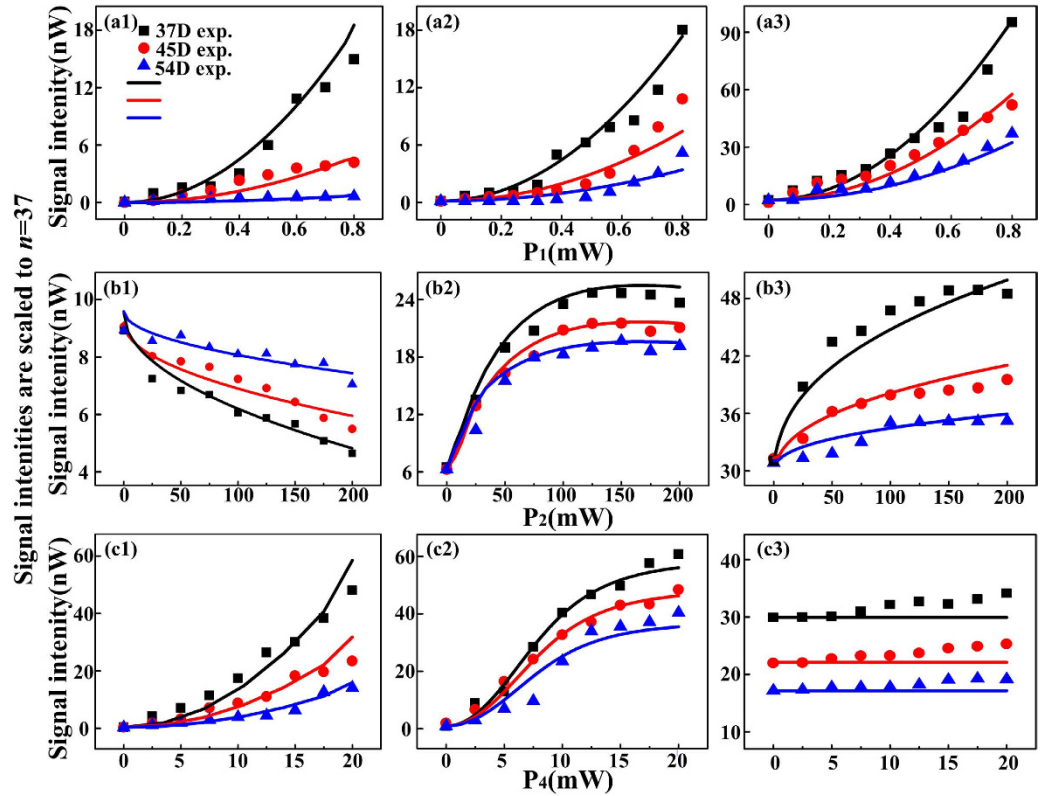 Signal intenities are scaled to n=37
(a1)
37D exp.
45D exp.
54D exp.
Signal intenity(nW)
18
12
6
0
0 0.2 0.4 0.6 0.8
(a2)
18
12
6
0
0 0.2 0.4 0.6 0.8
P1(mW)
(a3)
90
60
30
0
0 0.2 0.4 0.6 0.8
(b1)
Signal intenity(nW)
10
8
6
4
0 50 100 150 200
(b2)
24
18
12
6
0 50 100 150 200
P2(mW)
(b3)
48
42
36
30
0 50 100 150 200
(c1)
Signal intenity(nW)
60
40
20
0
0 5 10 15 20
(c2)
60
40
20
0
0 5 10 15 20
P4(mW)
(c3)
40
30
20
10
0 5 10 15 20